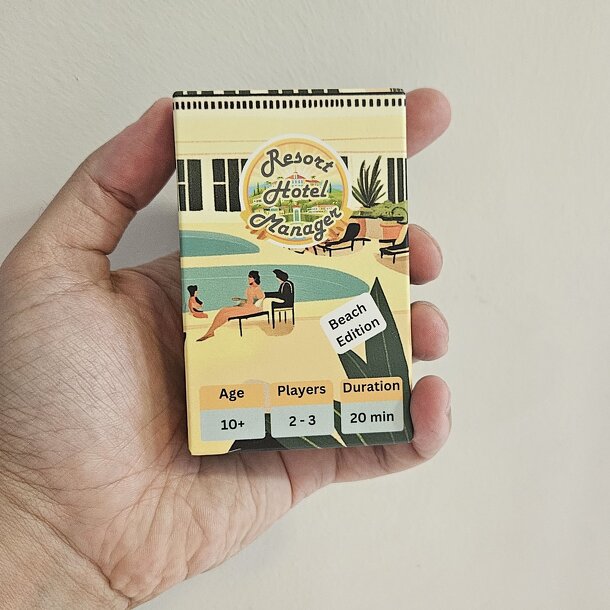 Resort
Hotel
Manager
Beach
Edition
Age
Players
Duration
10+
2 - 3
20 min